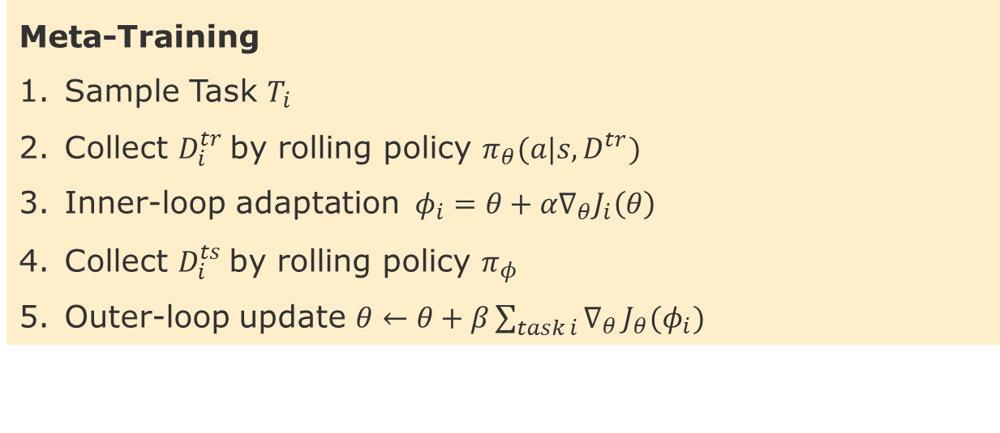 Meta-Training
1. Sample Task $T_i$
2. Collect $D_i^{tr}$ by rolling policy $\pi_\theta(a|s, D^{tr})$
3. Inner-loop adaptation $\phi_i = \theta + \alpha\nabla_\theta J_i(\theta)$
4. Collect $D_i^{ts}$ by rolling policy $\pi_\phi$
5. Outer-loop update $\theta \leftarrow \theta + \beta \sum_{task\, i} \nabla_\theta J_\theta(\phi_i)$